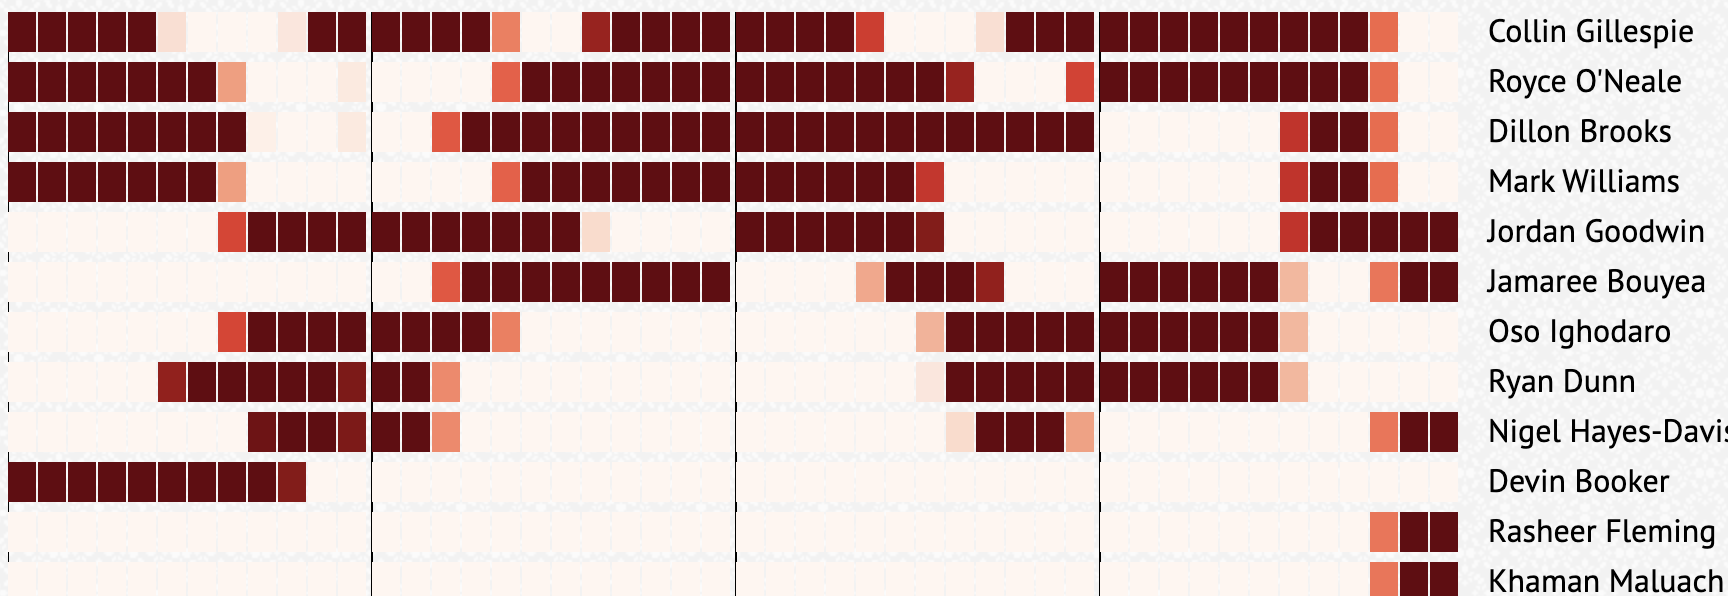 Collin Gillespie
Royce O'Neale
Dillon Brooks
Mark Williams
Jordan Goodwin
Jamaree Bouyea
Oso Ighodaro
Ryan Dunn
Nigel Hayes-Davis
Devin Booker
Rasheer Fleming
Khaman Maluach